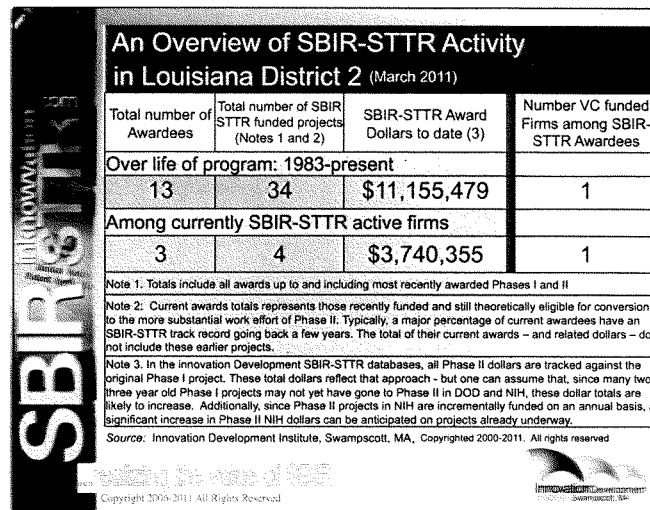 An Overview of SBIR-STTR Activity
in Louisiana District 2 (March 2011)
Total number of
Awardees
Total number of SBIR
STTR funded projects
(Notes 1 and 2)
SBIR-STTR Award
Dollars to date (3)
Number VC funded
Firms among SBIR-
STTR Awardees
Over life of program: 1983-present
13 34 $11,155,479 1
Among currently SBIR-STTR active firms
3 4 $3,740,355 1
Note 1. Totals include all awards up to and including most recently awarded Phases I and II
Note 2: Current awards totals represents those recently funded and still theoretically eligible for conversion
to the more substantial work effort of Phase II. Typically, a major percentage of current awardees have an
SBIR-STTR track record going back a few years. The total of their current awards – and related dollars – do
not include these earlier projects.
Note 3. In the innovation Development SBIR-STTR databases, all Phase II dollars are tracked against the
original Phase I project. These total dollars reflect that approach - but one can assume that, since many two
three year old Phase I projects may not yet have gone to Phase II in DOD and NIH, these dollar totals are
likely to increase. Additionally, since Phase II projects in NIH are incrementally funded on an annual basis,
significant increase in Phase II NIH dollars can be anticipated on projects already underway.
Source: Innovation Development Institute, Swampscott, MA, Copyrighted 2000-2011. All rights reserved
SBIR&STTR
the value of SBIR
Copyright 2006-2011 All Rights Reserved
Innovation Development
Swampscott, MA